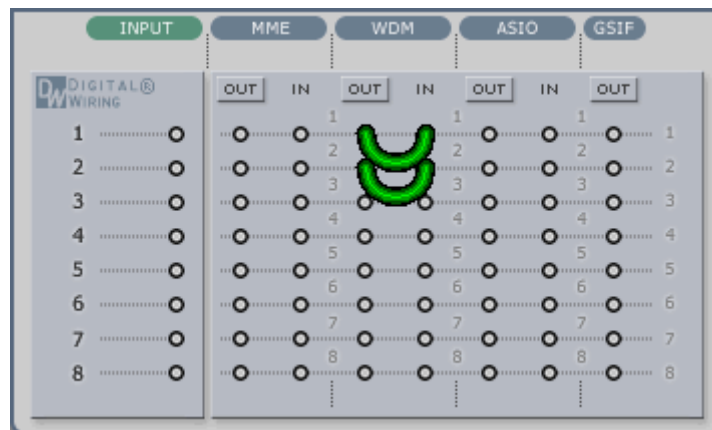 INPUT MME WDM ASIO GSIF
DIGITAL® OUT IN OUT IN OUT IN OUT
DW WIRING
1 1 1 1 1
2 2 2 2 2
3 3 3 3 3
4 4 4 4 4
5 5 5 5 5
6 6 6 6 6
7 7 7 7 7
8 8 8 8 8